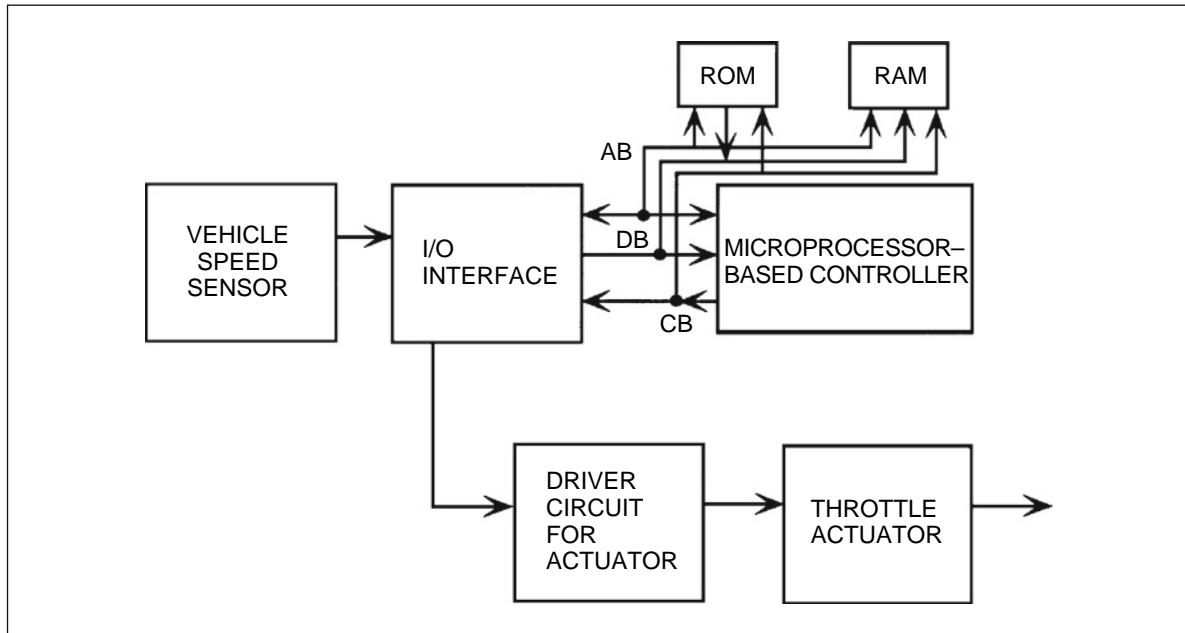 ROM
RAM
AB
VEHICLE
SPEED
SENSOR
I/O
INTERFACE
DB
MICROPROCESSOR–
BASED CONTROLLER
CB
DRIVER
CIRCUIT
FOR
ACTUATOR
THROTTLE
ACTUATOR